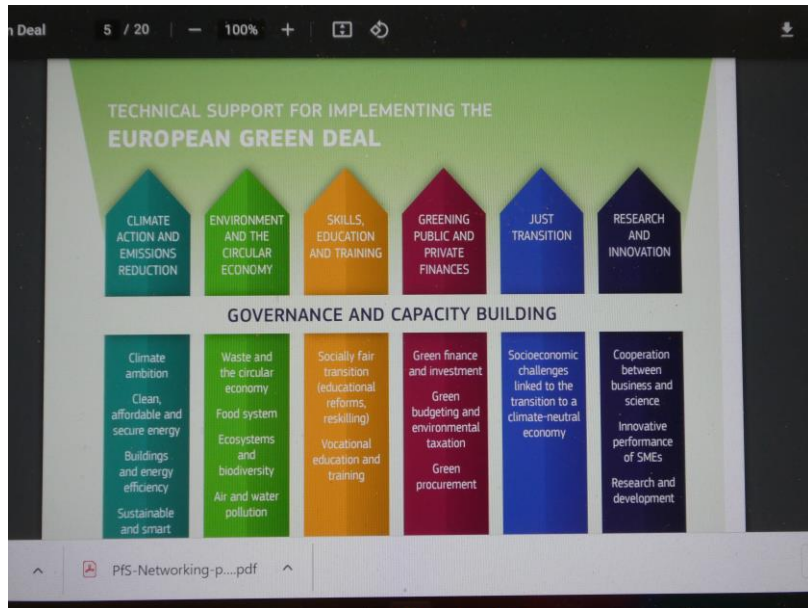 n Deal
5 / 20
100%
TECHNICAL SUPPORT FOR IMPLEMENTING THE
EUROPEAN GREEN DEAL
CLIMATE
ACTION AND
EMISSIONS
REDUCTION
ENVIRONMENT
AND THE
CIRCULAR
ECONOMY
SKILLS,
EDUCATION
AND TRAINING
GREENING
PUBLIC AND
PRIVATE
FINANCES
JUST
TRANSITION
RESEARCH
AND
INNOVATION
GOVERNANCE AND CAPACITY BUILDING
Climate
ambition
Clean,
affordable and
secure energy
Buildings
and energy
efficiency
Sustainable
and smart
Waste and
the circular
economy
Food system
Ecosystems
and
biodiversity
Air and water
pollution
Socially fair
transition
(educational
reforms,
reskilling)
Vocational
education and
training
Green finance
and investment
Green
budgeting and
environmental
taxation
Green
procurement
Socioeconomic
challenges
linked to the
transition to a
climate-neutral
economy
Cooperation
between
business and
science
Innovative
performance
of SMEs
Research and
development
PfS-Networking-p....pdf